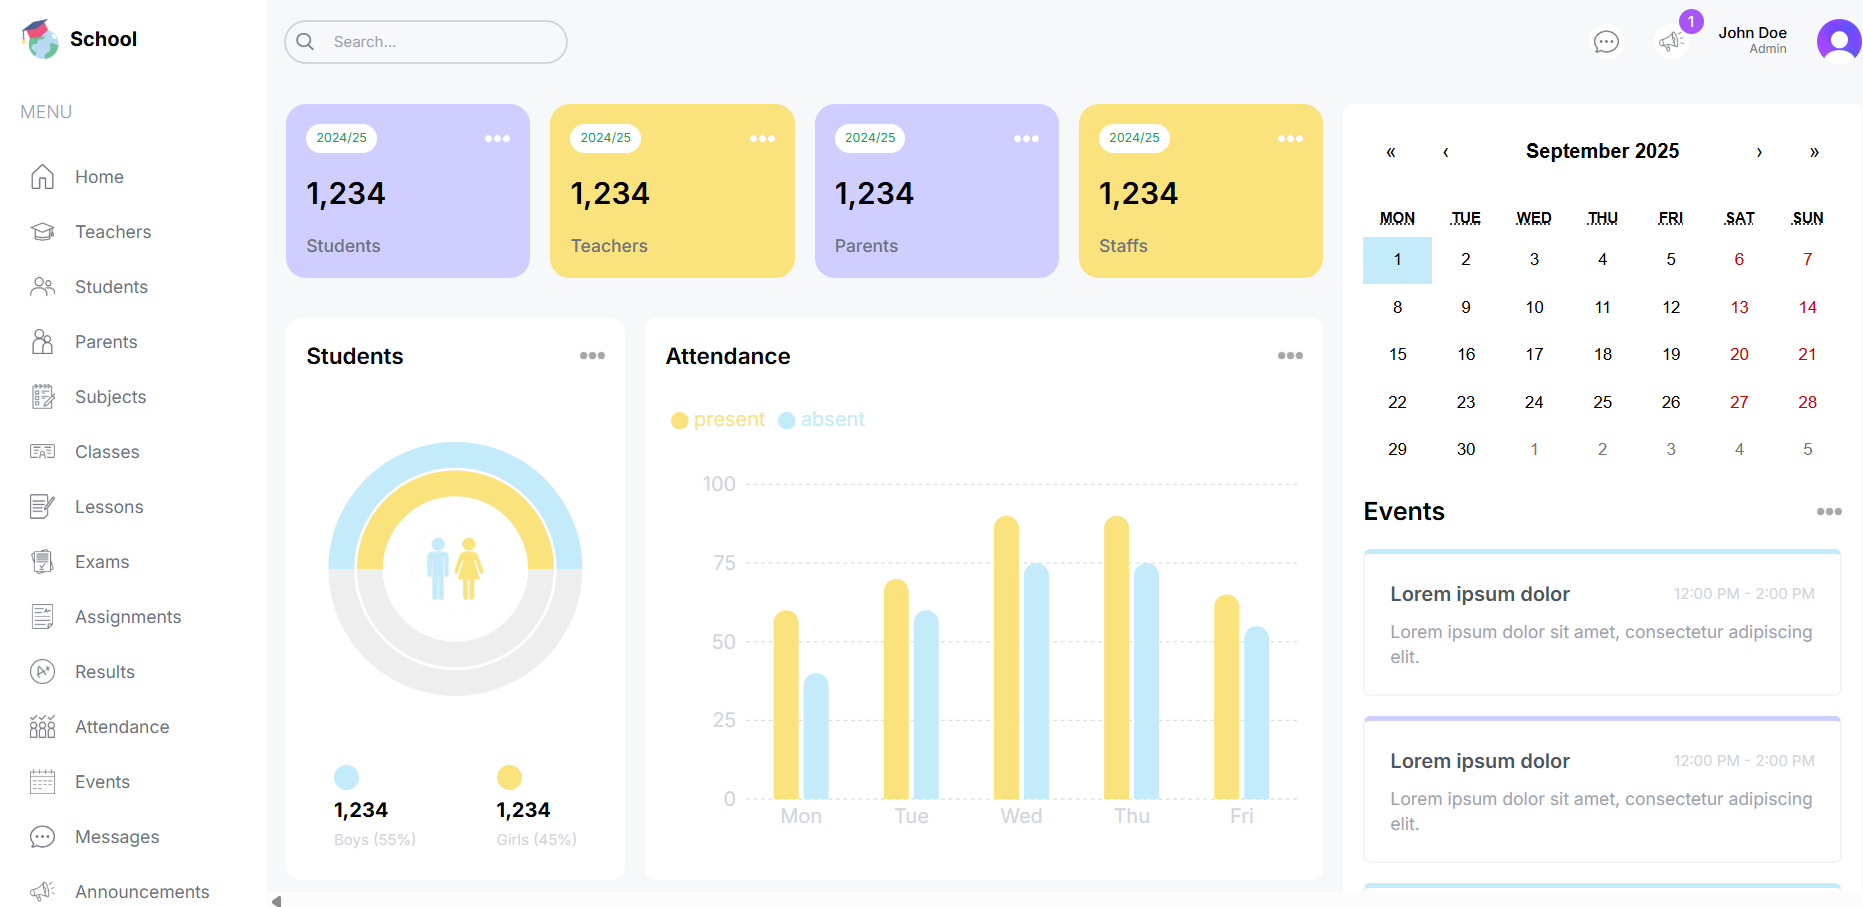 School
Search...
1
John Doe
Admin
MENU
Home
Teachers
Students
Parents
Subjects
Classes
Lessons
Exams
Assignments
Results
Attendance
Events
Messages
Announcements
2024/25
1,234
Students
2024/25
1,234
Teachers
2024/25
1,234
Parents
2024/25
1,234
Staffs
Students
1,234
Boys (55%)
1,234
Girls (45%)
Attendance
present absent
100
75
50
25
0
Mon Tue Wed Thu Fri
« ‹ September 2025 › »
MON TUE WED THU FRI SAT SUN
1 2 3 4 5 6 7
8 9 10 11 12 13 14
15 16 17 18 19 20 21
22 23 24 25 26 27 28
29 30 1 2 3 4 5
Events
Lorem ipsum dolor 12:00 PM - 2:00 PM
Lorem ipsum dolor sit amet, consectetur adipiscing
elit.
Lorem ipsum dolor 12:00 PM - 2:00 PM
Lorem ipsum dolor sit amet, consectetur adipiscing
elit.